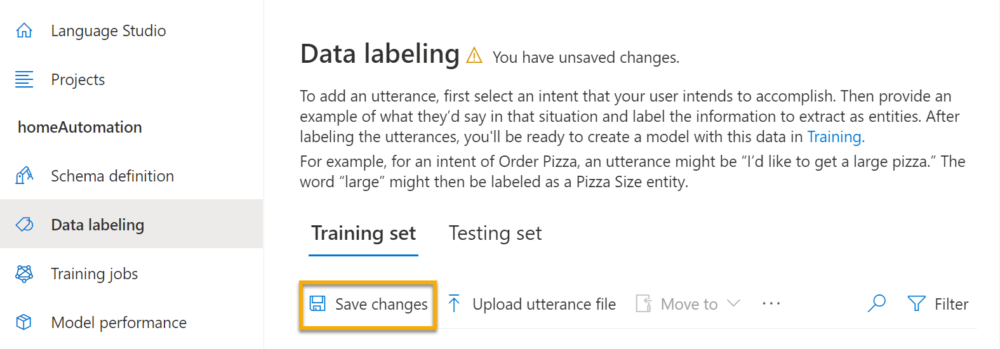 Language Studio
Projects
homeAutomation
Schema definition
Data labeling
Training jobs
Model performance
Data labeling You have unsaved changes.
To add an utterance, first select an intent that your user intends to accomplish. Then provide an
example of what they’d say in that situation and label the information to extract as entities. After
labeling the utterances, you'll be ready to create a model with this data in Training.
For example, for an intent of Order Pizza, an utterance might be “I’d like to get a large pizza.” The
word “large” might then be labeled as a Pizza Size entity.
Training set Testing set
Save changes Upload utterance file Move to ··· Filter